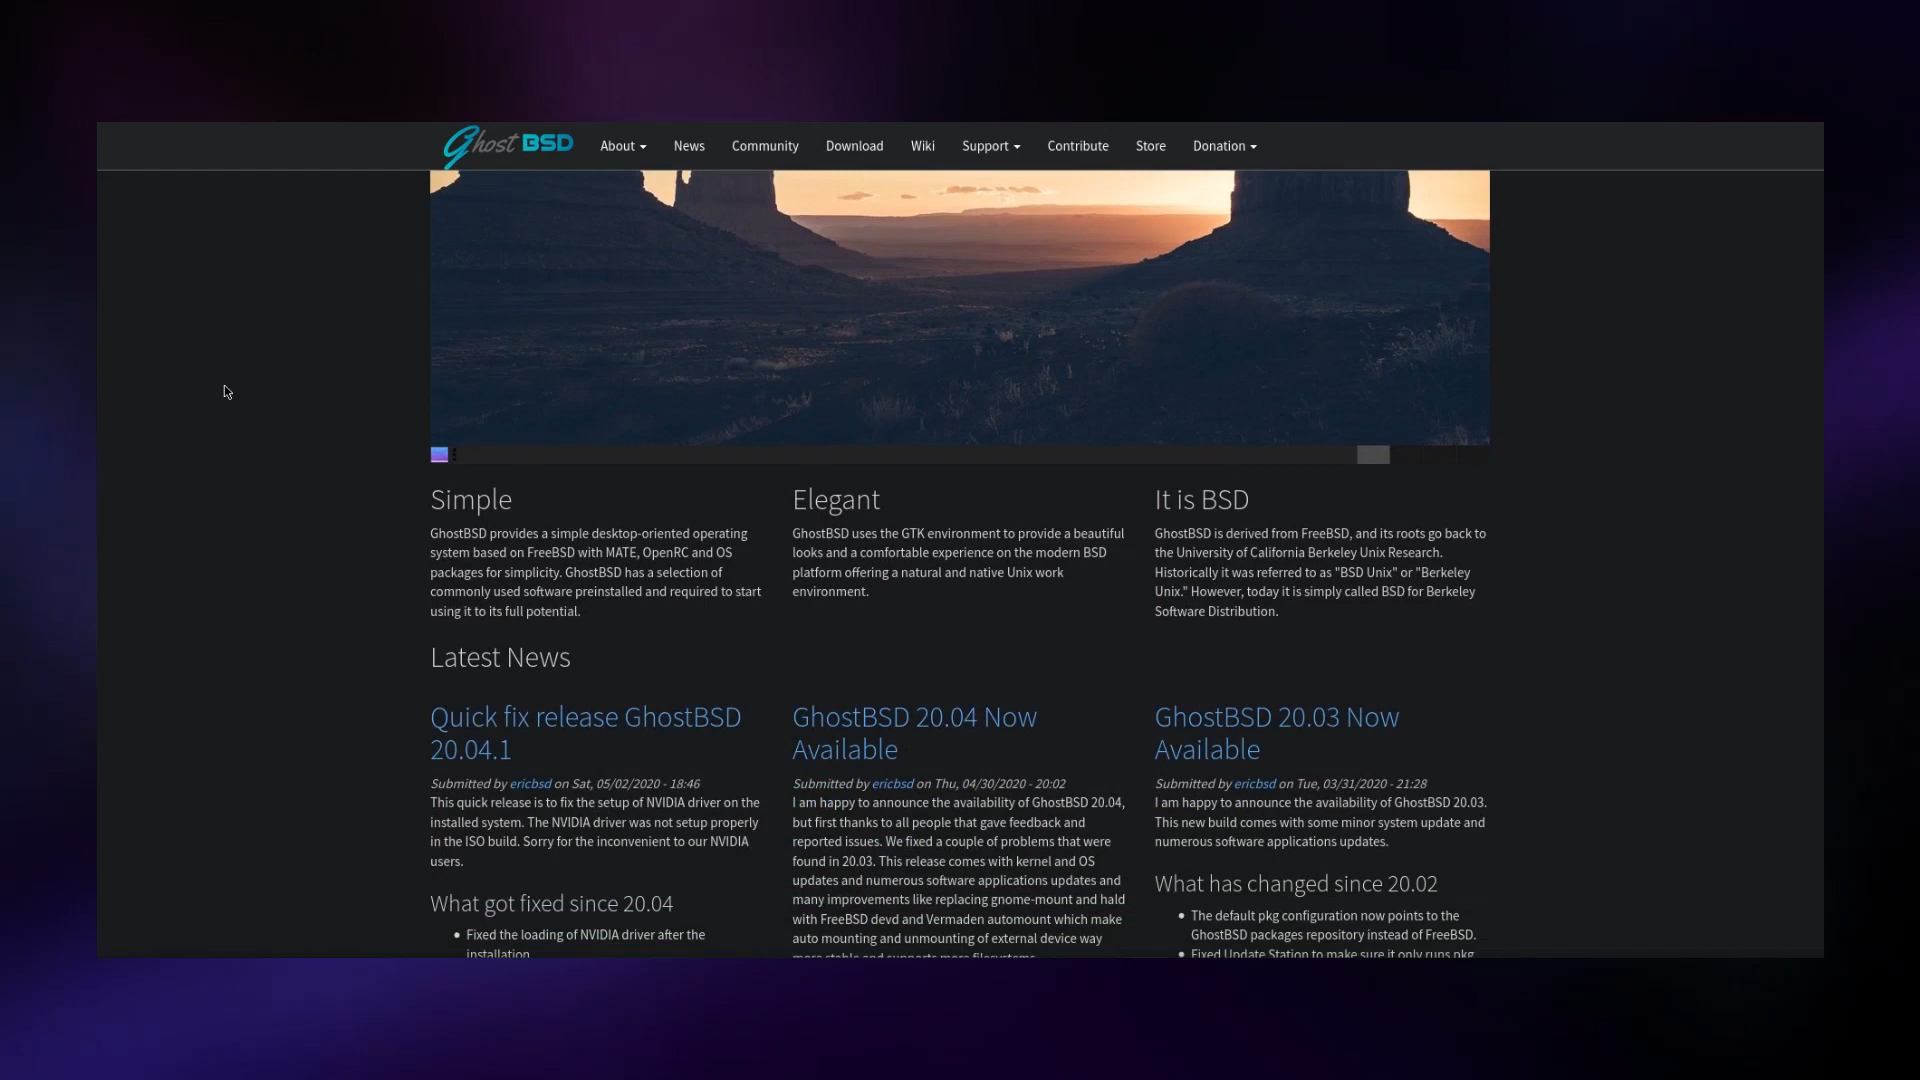 Ghost BSD
About News Community Download Wiki Support Contribute Store Donation
Simple
GhostBSD provides a simple desktop-oriented operating
system based on FreeBSD with MATE, OpenRC and OS
packages for simplicity. GhostBSD has a selection of
commonly used software preinstalled and required to start
using it to its full potential.
Elegant
GhostBSD uses the GTK environment to provide a beautiful
looks and a comfortable experience on the modern BSD
platform offering a natural and native Unix work
environment.
It is BSD
GhostBSD is derived from FreeBSD, and its roots go back to
the University of California Berkeley Unix Research.
Historically it was referred to as "BSD Unix" or "Berkeley
Unix." However, today it is simply called BSD for Berkeley
Software Distribution.
Latest News
Quick fix release GhostBSD
20.04.1
Submitted by ericbsd on Sat, 05/02/2020 - 18:46
This quick release is to fix the setup of NVIDIA driver on the
installed system. The NVIDIA driver was not setup properly
in the ISO build. Sorry for the inconvenient to our NVIDIA
users.
What got fixed since 20.04
• Fixed the loading of NVIDIA driver after the
installation
GhostBSD 20.04 Now
Available
Submitted by ericbsd on Thu, 04/30/2020 - 20:02
I am happy to announce the availability of GhostBSD 20.04,
but first thanks to all people that gave feedback and
reported issues. We fixed a couple of problems that were
found in 20.03. This release comes with kernel and OS
updates and numerous software applications updates and
many improvements like replacing gnome-mount and hald
with FreeBSD devd and Vermaden automount which make
auto mounting and unmounting of external device way
more stable and supports more filesystems.
GhostBSD 20.03 Now
Available
Submitted by ericbsd on Tue, 03/31/2020 - 21:28
I am happy to announce the availability of GhostBSD 20.03.
This new build comes with some minor system update and
numerous software applications updates.
What has changed since 20.02
• The default pkg configuration now points to the
GhostBSD packages repository instead of FreeBSD.
• Fixed Update Station to make sure it only runs pkg